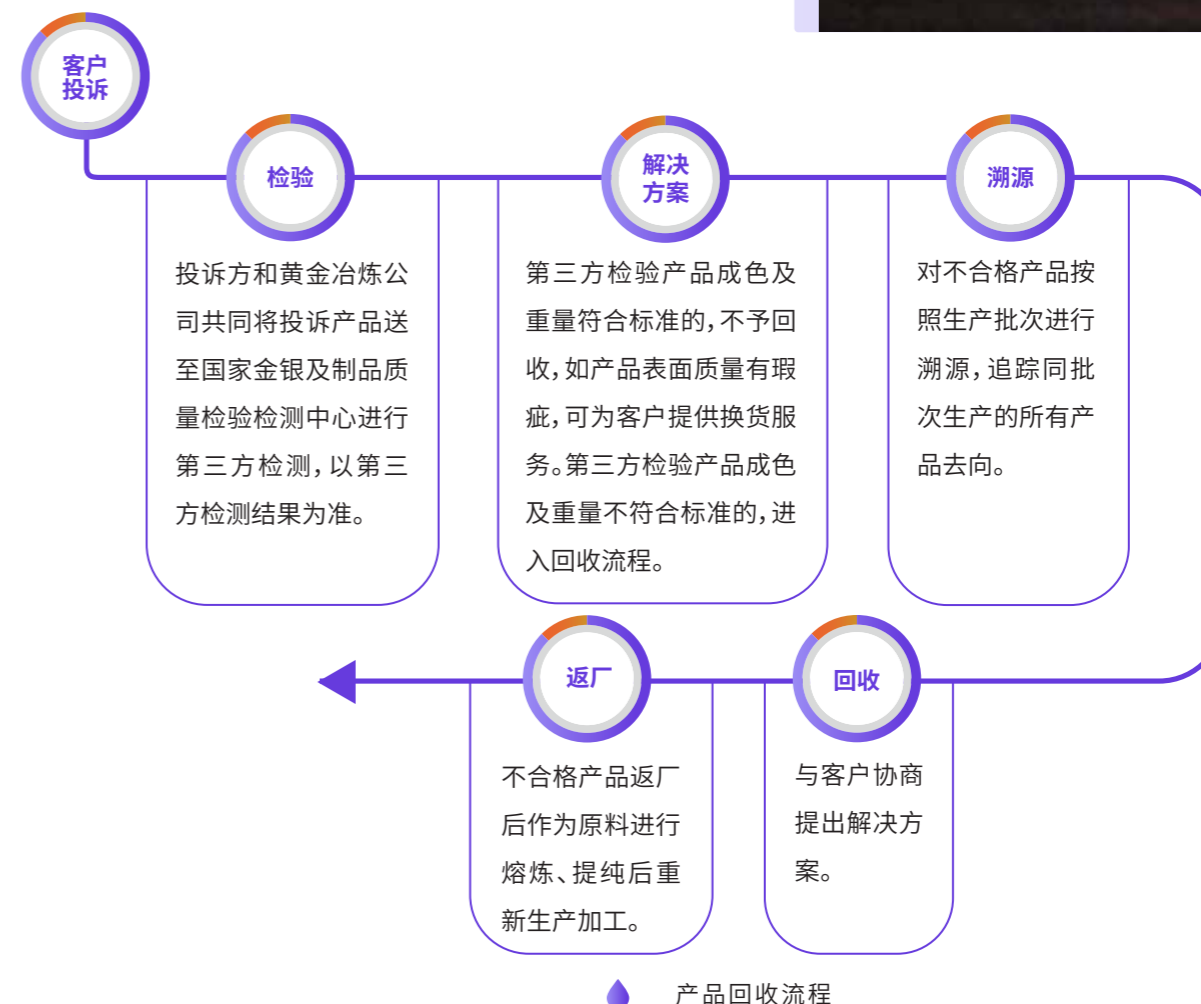 客户
投诉
检验
投诉方和黄金冶炼公
司共同将投诉产品送
至国家金银及制品质
量检验检测中心进行
第三方检测，以第三
方检测结果为准。
解决
方案
第三方检验产品成色及
重量符合标准的，不予回
收，如产品表面质量有瑕
疵，可为客户提供换货服
务。第三方检验产品成色
及重量不符合标准的，进
入回收流程。
溯源
对不合格产品按
照生产批次进行
溯源，追踪同批
次生产的所有产
品去向。
回收
与客户协商
提出解决方
案。
返厂
不合格产品返厂
后作为原料进行
熔炼、提纯后重
新生产加工。
产品回收流程